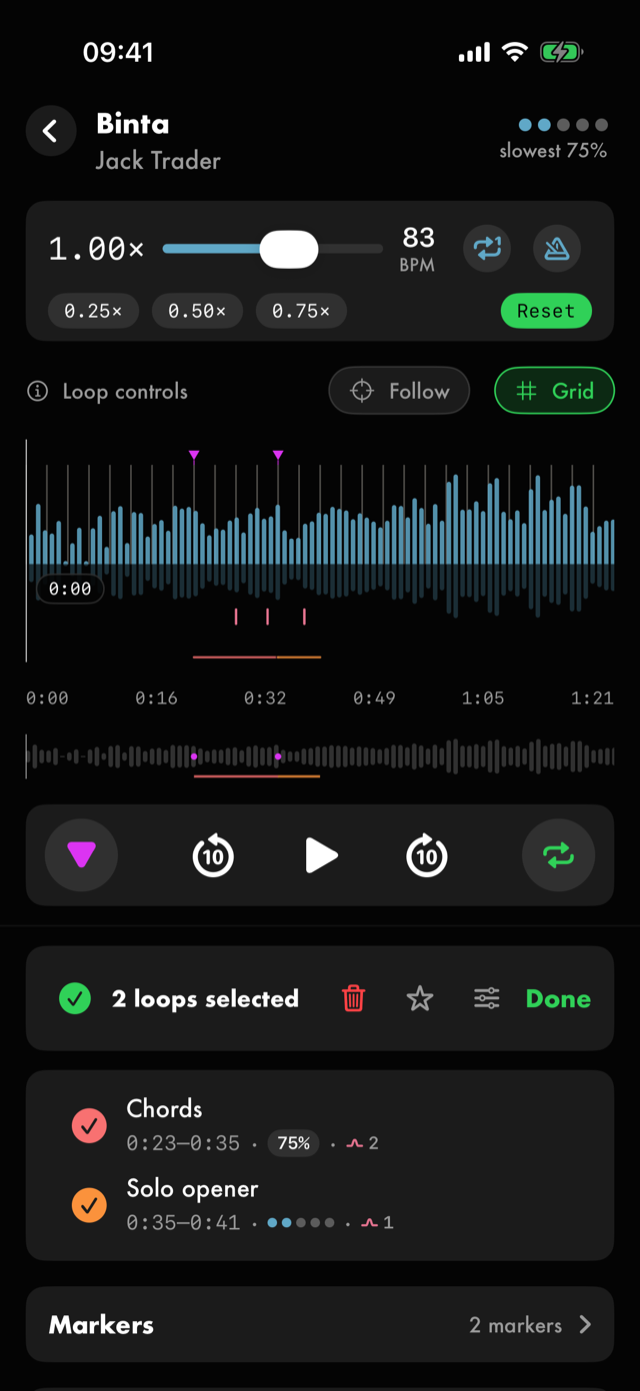 09:41
Binta
Jack Trader
slowest 75%
1.00×
83
BPM
1
0.25×
0.50×
0.75×
Reset
Loop controls
Follow
Grid
0:00
0:00
0:16
0:32
0:49
1:05
1:21
10
10
2 loops selected
Done
Chords
0:23–0:35 · 75% · 2
Solo opener
0:35–0:41 · · 1
Markers
2 markers